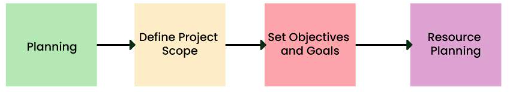 Planning
Define Project
Scope
Set Objectives
and Goals
Resource
Planning